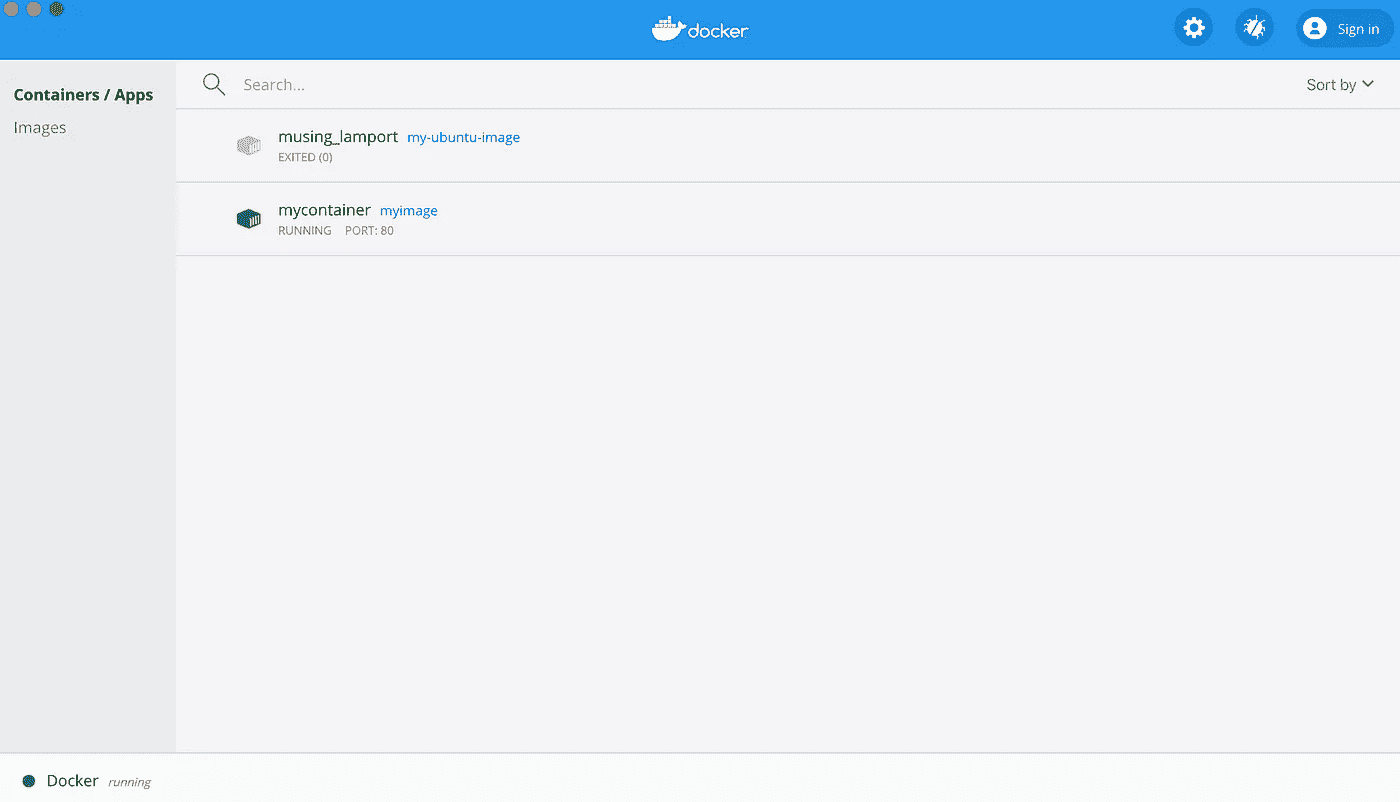 docker
Sign in
Containers / Apps
Images
Search...
Sort by
musing_lamport my-ubuntu-image
EXITED (0)
mycontainer myimage
RUNNING PORT: 80
Docker running